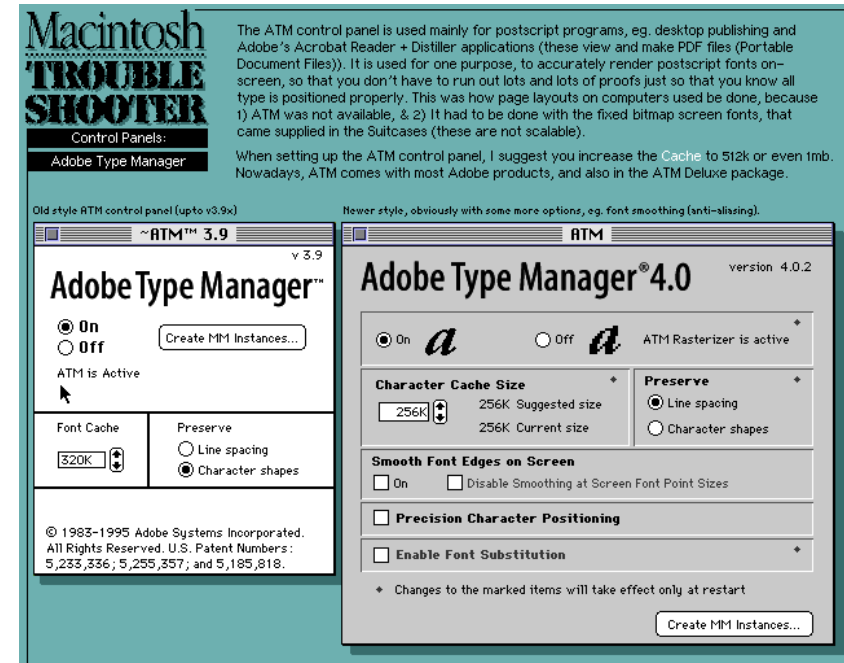 Macintosh
TROUBLE
SHOOTER
Control Panels:
Adobe Type Manager
The ATM control panel is used mainly for postscript programs, eg. desktop publishing and
Adobe's Acrobat Reader + Distiller applications (these view and make PDF files (Portable
Document Files)). It is used for one purpose, to accurately render postscript fonts on-
screen, so that you don't have to run out lots and lots of proofs just so that you know all
type is positioned properly. This was how page layouts on computers used be done, because
1) ATM was not available, & 2) It had to be done with the fixed bitmap screen fonts, that
came supplied in the Suitcases (these are not scalable).
When setting up the ATM control panel, I suggest you increase the Cache to 512k or even 1mb.
Nowadays, ATM comes with most Adobe products, and also in the ATM Deluxe package.
Old style ATM control panel (upto v3.9x)
~ATM™ 3.9
v 3.9
Adobe Type Manager™
On
Off
Create MM Instances...
ATM is Active
Font Cache
320K
Preserve
Line spacing
Character shapes
© 1983-1995 Adobe Systems Incorporated.
All Rights Reserved. U.S. Patent Numbers:
5,233,336; 5,255,357; and 5,185,818.
Newer style, obviously with some more options, eg. font smoothing (anti-aliasing).
ATM
Adobe Type Manager®4.0
version 4.0.2
On a Off a ATM Rasterizer is active
Character Cache Size
256K
256K Suggested size
256K Current size
Preserve
Line spacing
Character shapes
Smooth Font Edges on Screen
On Disable Smoothing at Screen Font Point Sizes
Precision Character Positioning
Enable Font Substitution
Changes to the marked items will take effect only at restart
Create MM Instances...